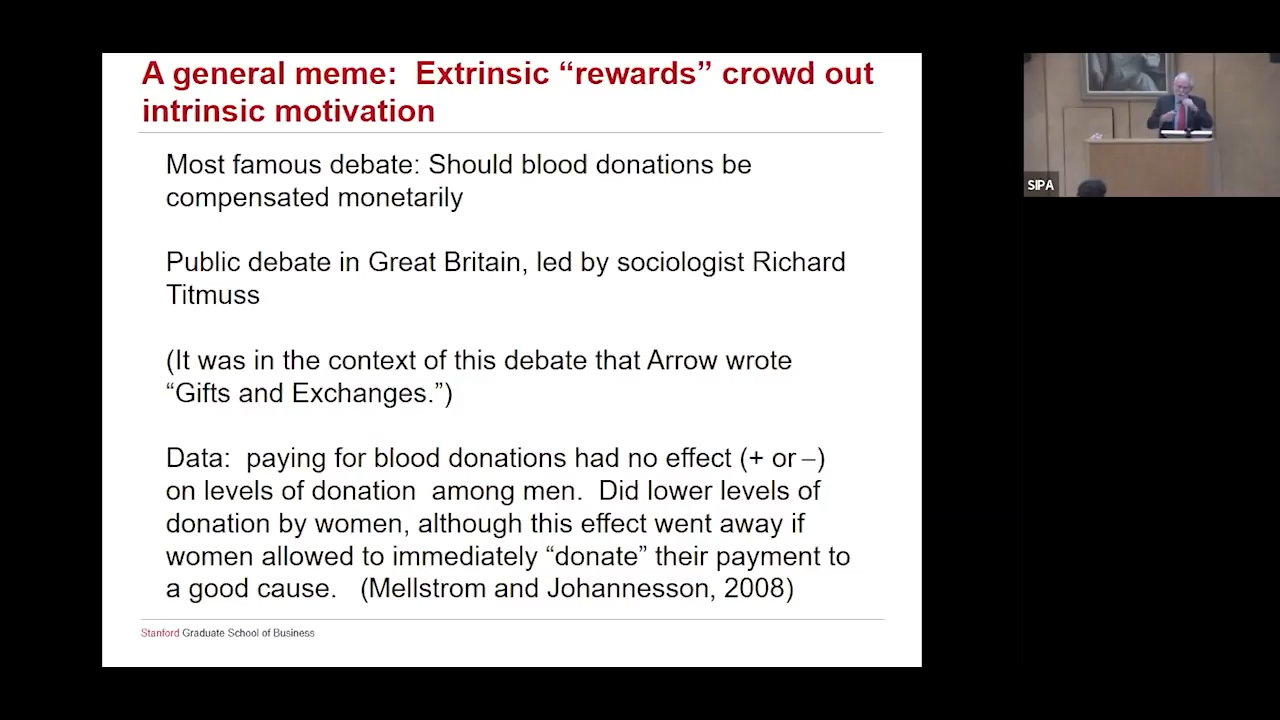 A general meme:  Extrinsic “rewards” crowd out
intrinsic motivation
Most famous debate: Should blood donations be
compensated monetarily
Public debate in Great Britain, led by sociologist Richard
Titmuss
(It was in the context of this debate that Arrow wrote
“Gifts and Exchanges.”)
Data:  paying for blood donations had no effect (+ or –)
on levels of donation  among men.  Did lower levels of
donation by women, although this effect went away if
women allowed to immediately “donate” their payment to
a good cause.   (Mellstrom and Johannesson, 2008)
Stanford Graduate School of Business
SIPA